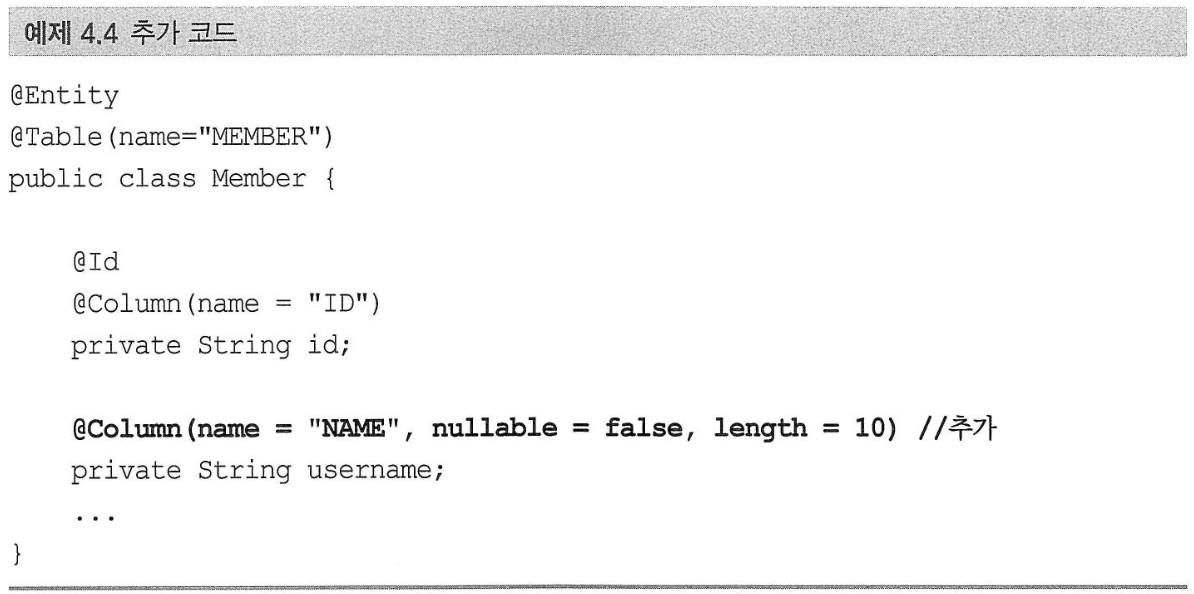 예제 4.4 추가 코드
@Entity
@Table(name="MEMBER")
public class Member {
    @Id
    @Column(name = "ID")
    private String id;
    @Column(name = "NAME", nullable = false, length = 10) //추가
    private String username;
    ...
}